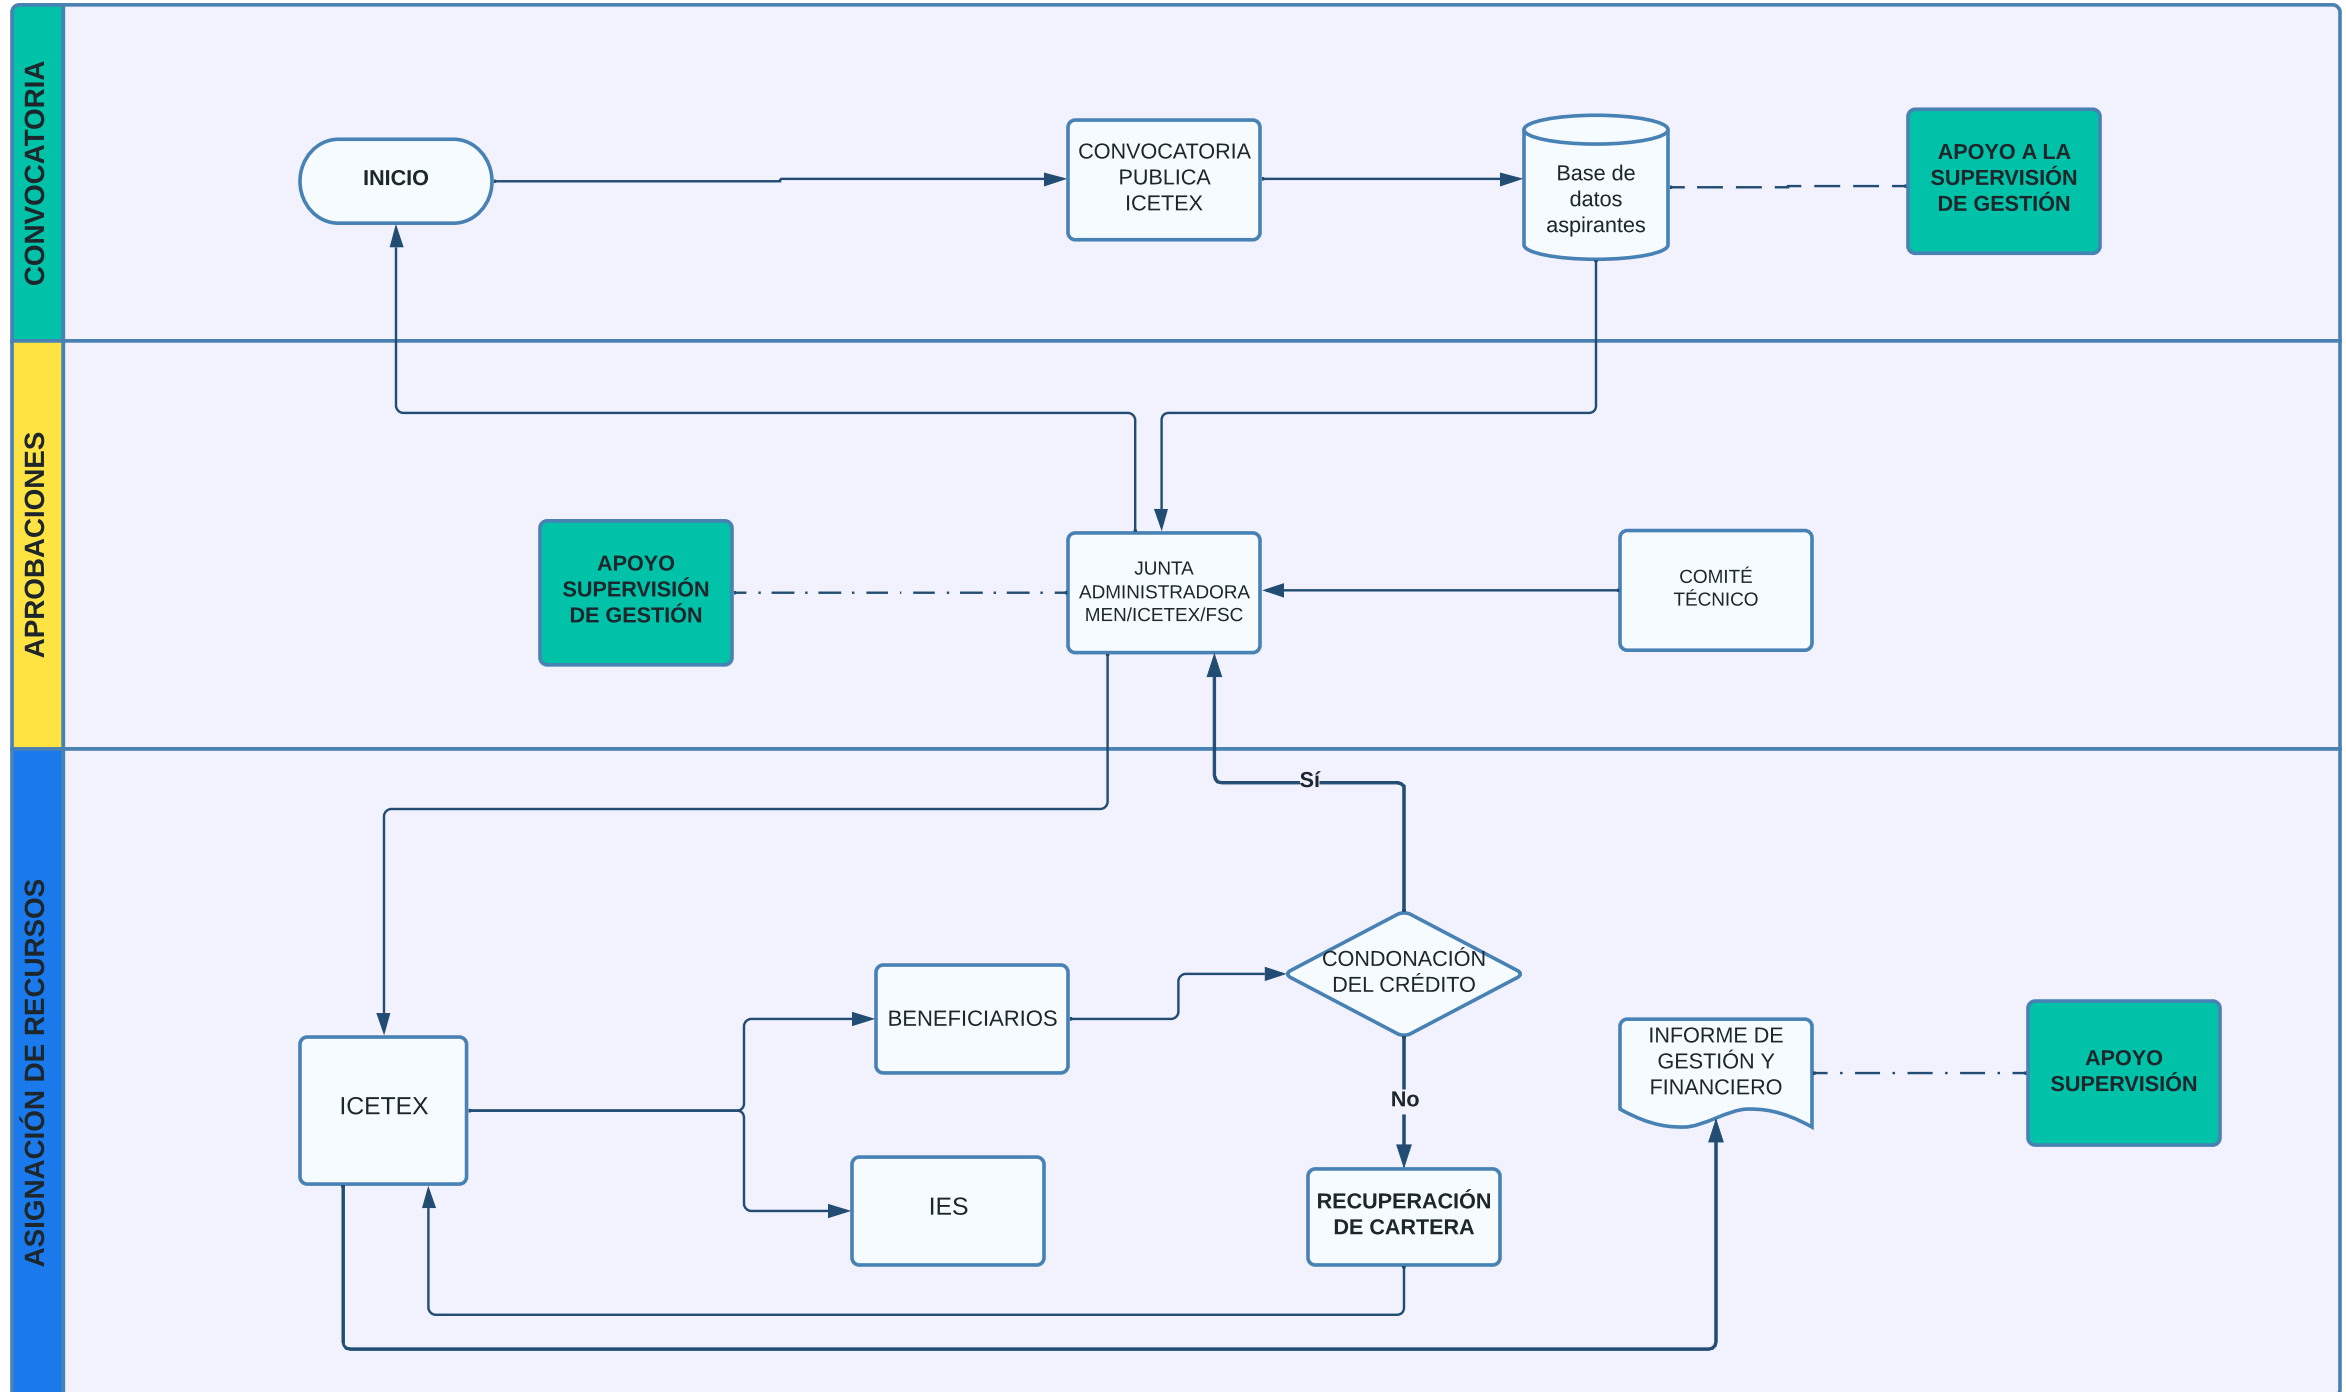 CONVOCATORIA
INICIO
CONVOCATORIA
PUBLICA
ICETEX
Base de
datos
aspirantes
APOYO A LA
SUPERVISIÓN
DE GESTIÓN
APROBACIONES
APOYO
SUPERVISIÓN
DE GESTIÓN
JUNTA
ADMINISTRADORA
MEN/ICETEX/FSC
COMITÉ
TÉCNICO
ASIGNACIÓN DE RECURSOS
Sí
CONDONACIÓN
DEL CRÉDITO
BENEFICIARIOS
ICETEX
IES
No
RECUPERACIÓN
DE CARTERA
INFORME DE
GESTIÓN Y
FINANCIERO
APOYO
SUPERVISIÓN